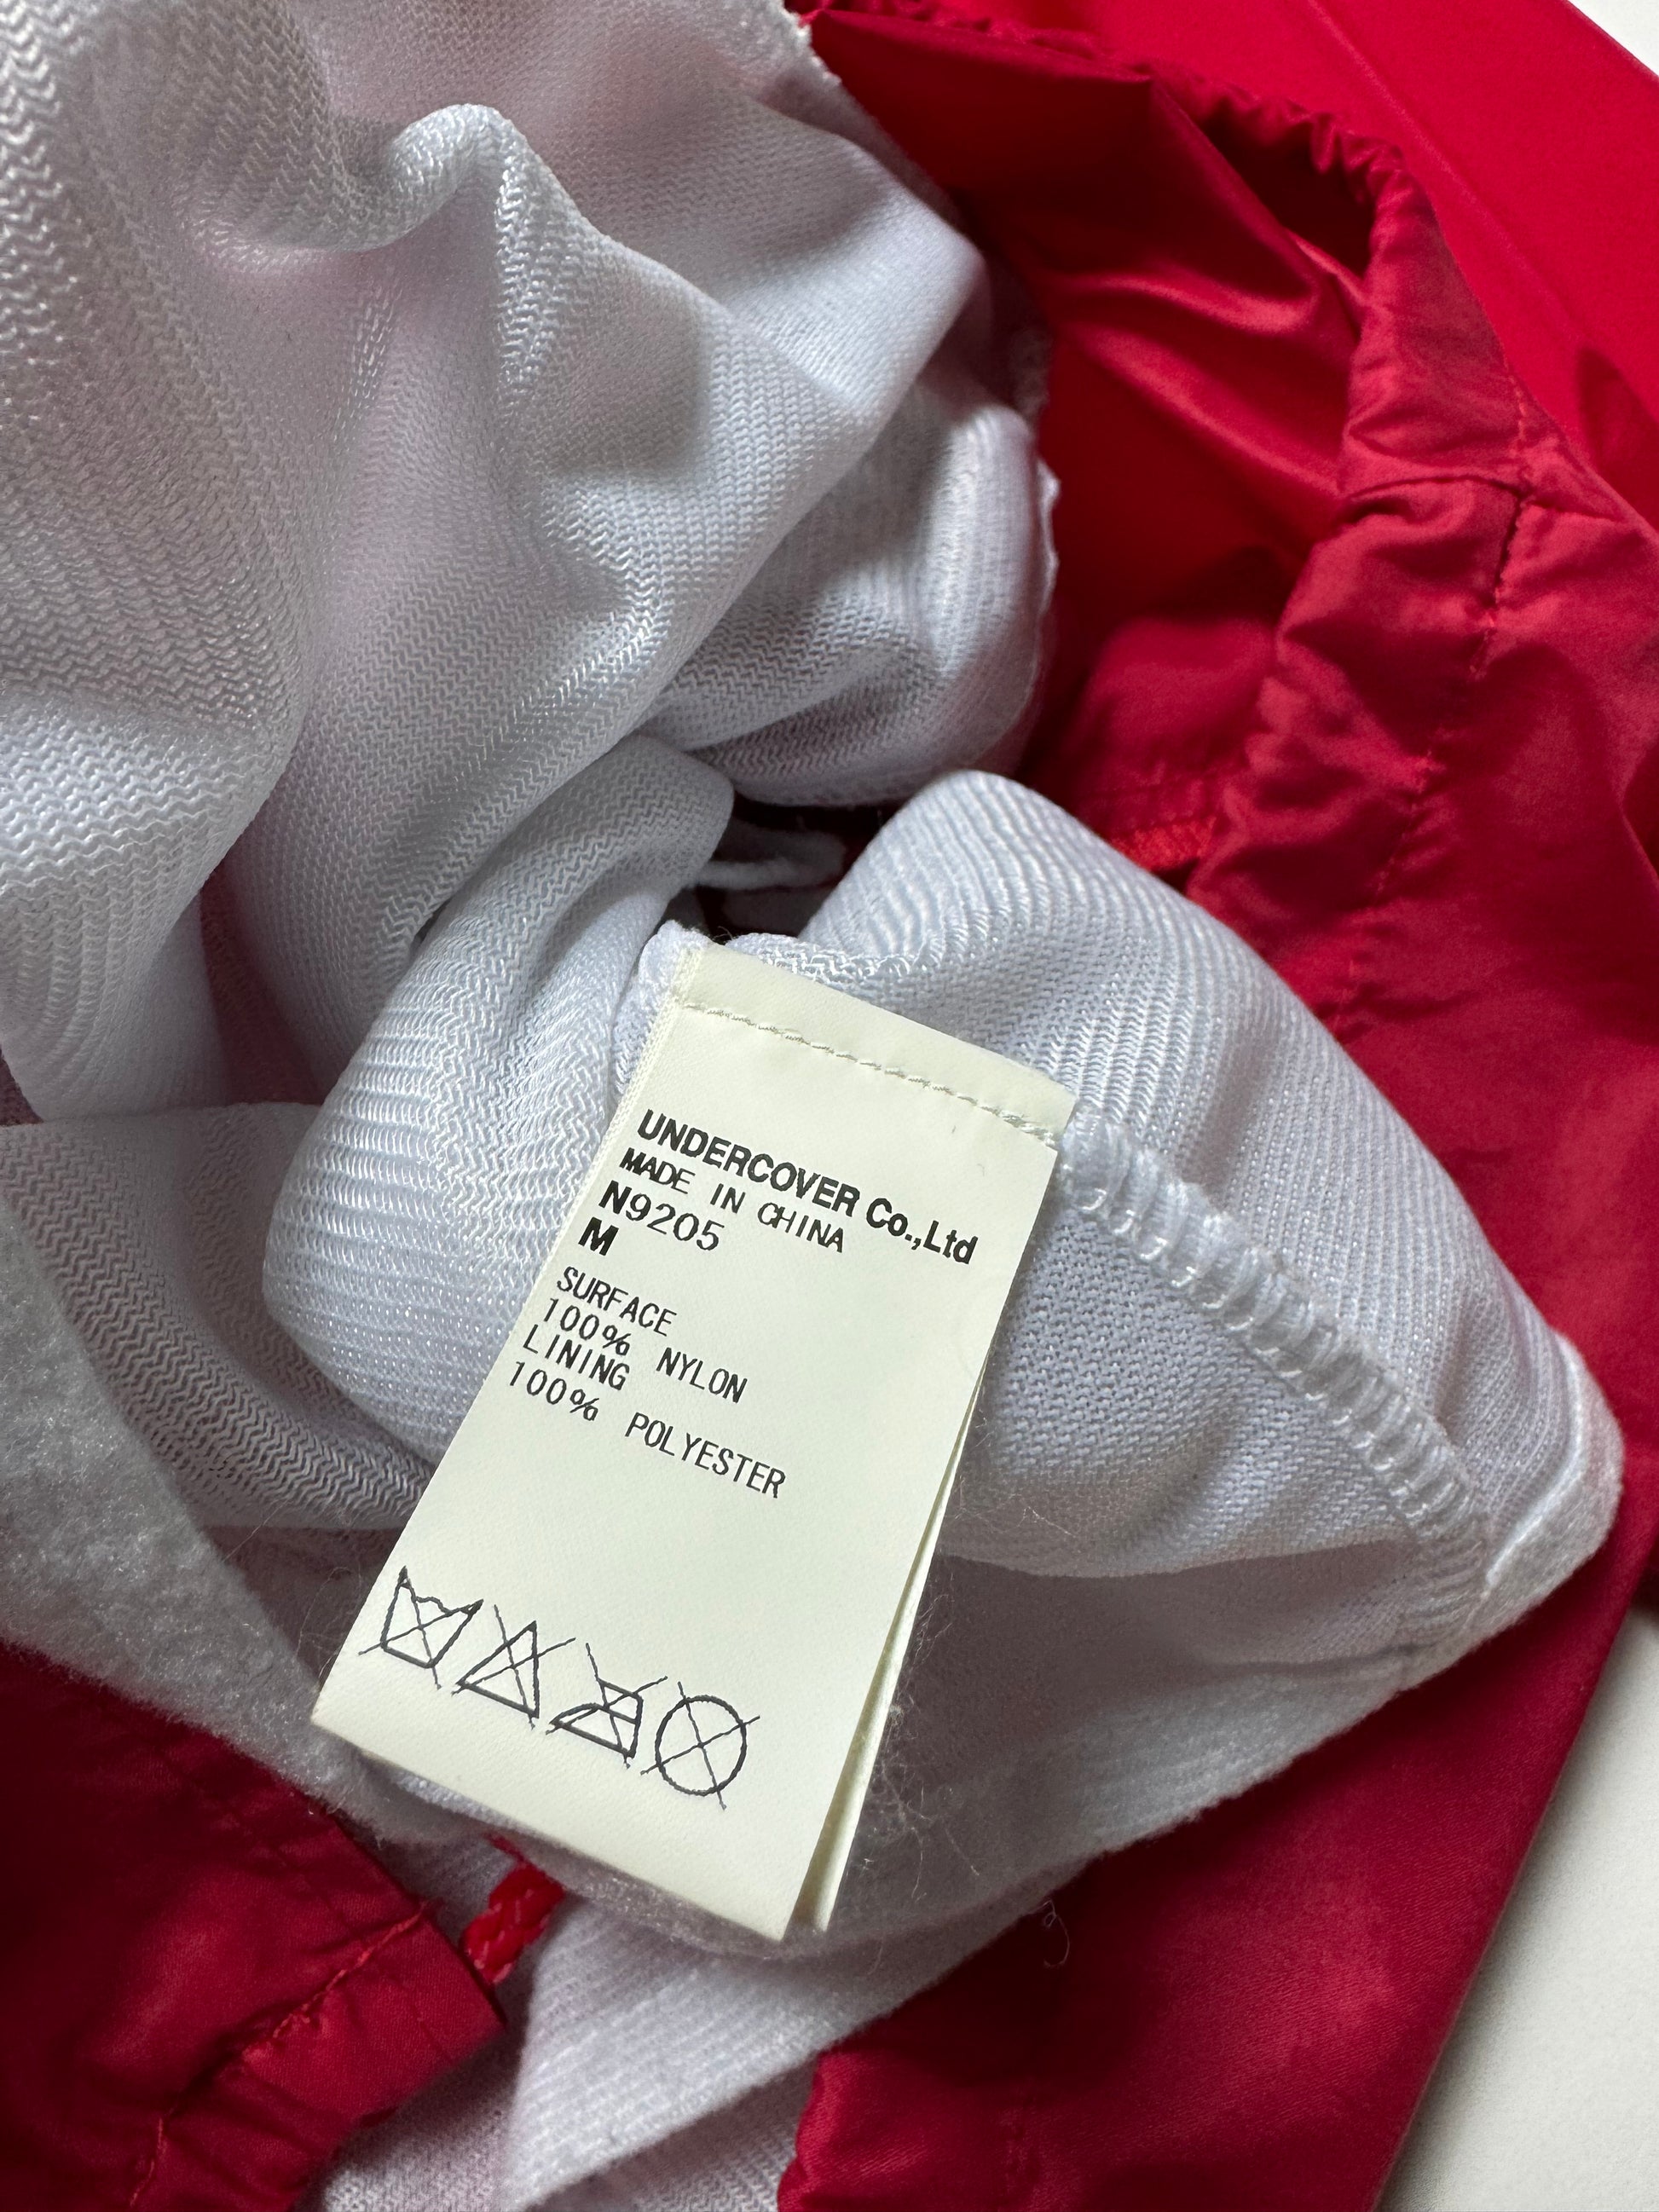 UNDERCOVER Co.,Ltd
MADE IN CHINA
N9205
M
SURFACE
100% NYLON
LINING
100% POLYESTER